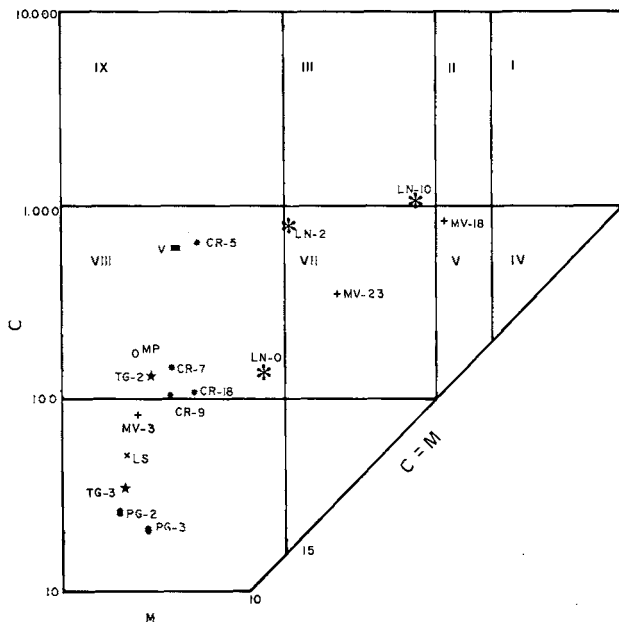 10.000
IX
III
II
I
LN-10
1.000
MV-18
CR-5
LN-2
V
VIII
VII
V
IV
MV-23
C
MP
CR-7
LN-0
TG-2
CR-18
100
CR-9
MV-3
C = M
LS
TG-3
PG-2
PG-3
15
10
10
M